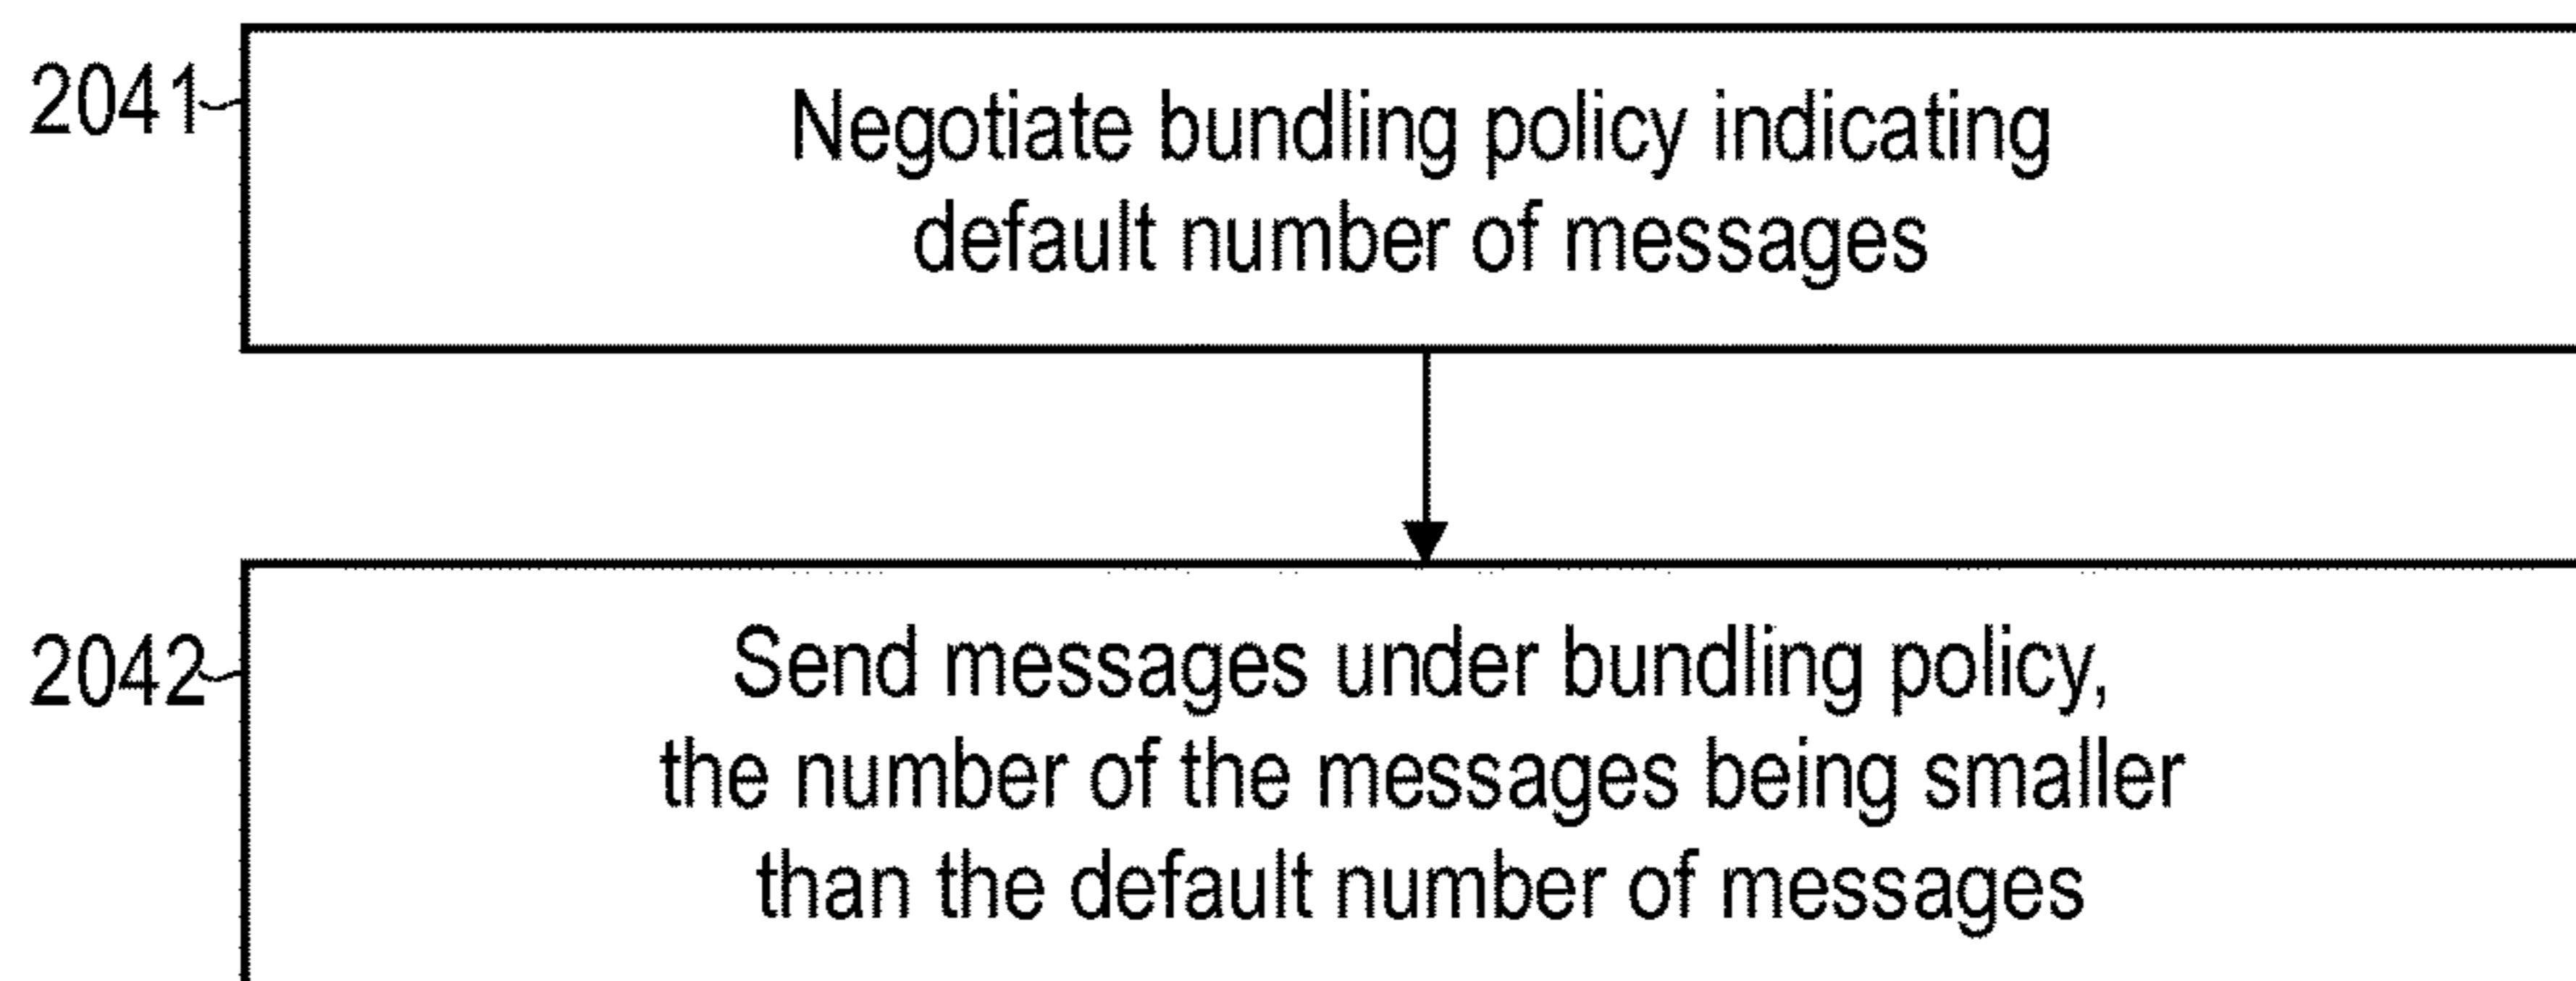 2041
Negotiate bundling policy indicating
default number of messages
2042
Send messages under bundling policy,
the number of the messages being smaller
than the default number of messages